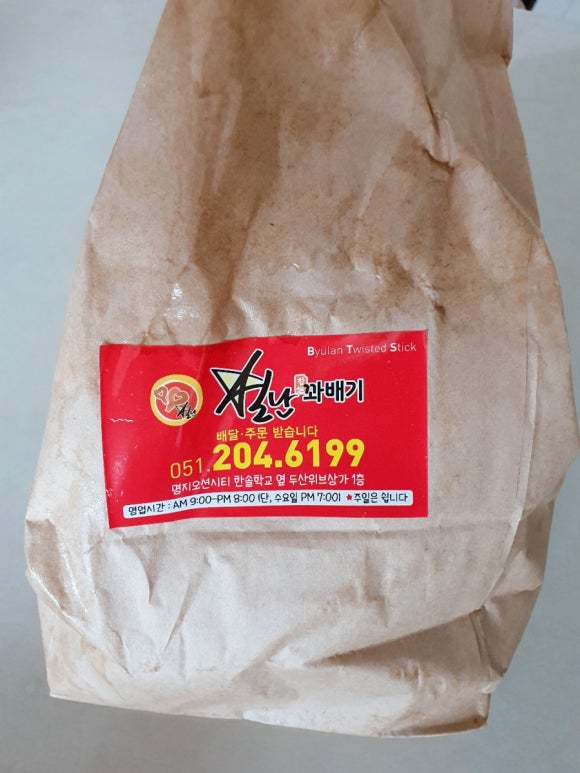 Byulan Twisted Stick
별난 꽈배기
별난
배달·주문 받습니다
051.204.6199
명지오션시티 한솔학교 옆 두산위브상가 1층
영업시간 : AM 9:00~PM 8:00 (단, 수요일 PM 7:00) ★주일은 쉽니다